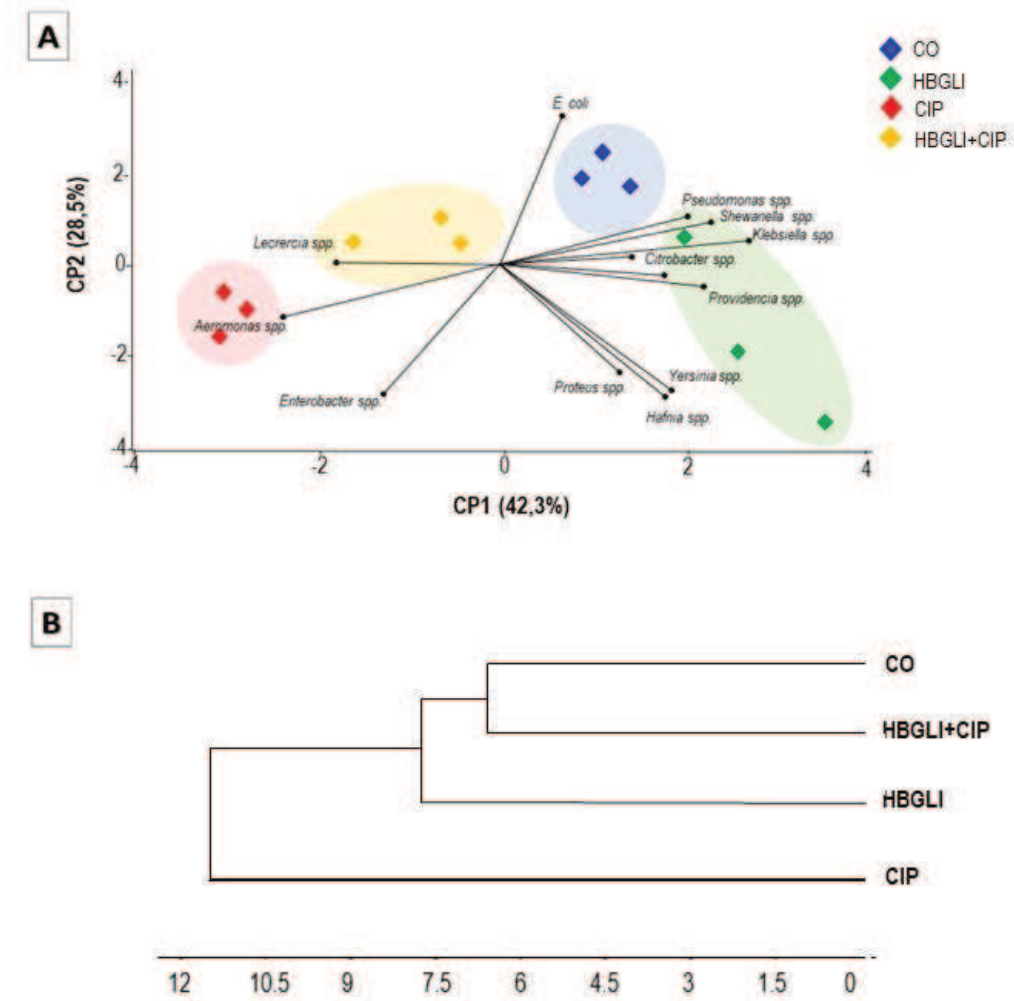 A
CO
HBGLI
CIP
HBGLI+CIP
4
2
0
-2
-4
CP2 (28,5%)
E. coli
Pseudomonas spp.
Shewanella spp.
Klebsiella spp
Lecrercia spp.
Citrobacter spp.
Providencia spp.
Aeromonas spp.
Yersinia spp.
Proteus spp.
Enterobacter spp.
Hafnia spp
-4 -2 0 2 4
CP1 (42,3%)
B
CO
HBGLI+CIP
HBGLI
CIP
12 10.5 9 7.5 6 4.5 3 1.5 0